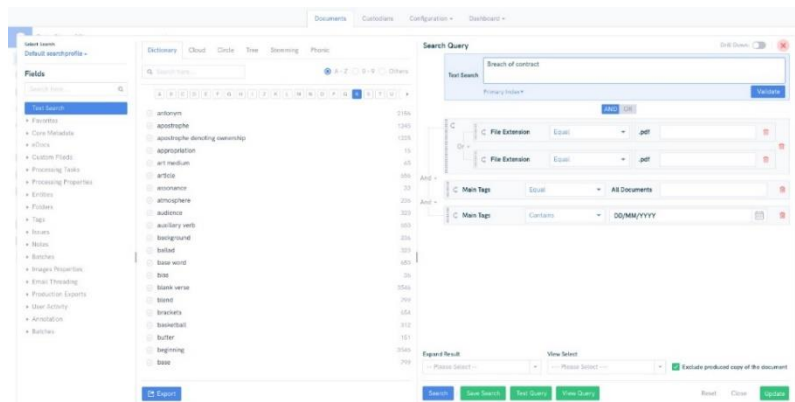 Documents Custodians Configuration Dashboard
Select Search
Default searchprofile
Fields
Search here...
Text Search
Favorites
Core Metadata
eDocs
Custom Fields
Processing Tasks
Processing Properties
Entities
Folders
Tags
Issues
Notes
Batches
Images Properties
Email Threading
Production Exports
User Activity
Annotation
Batches
Dictionary Cloud Circle Tree Stemming Phonic
Search here...
A - Z 0 - 9 Others
antonym
apostrophe
apostrophe denoting ownership
appropriation
art medium
article
assonance
atmosphere
audience
auxiliary verb
background
ballad
base word
bias
blank verse
blend
brackets
basketball
butter
beginning
base
Export
Search Query
Drill Down
Text Search
Breach of contract
Primary Index
Validate
AND OR
File Extension Equal .pdf
Or
File Extension Equal .pdf
And
Main Tags Equal All Documents
And
Main Tags Contains DD/MM/YYYY
Expand Result View Select
-- Please Select -- -- Please Select --
Exclude produced copy of the document
Search Save Search Test Query View Query Reset Close Update